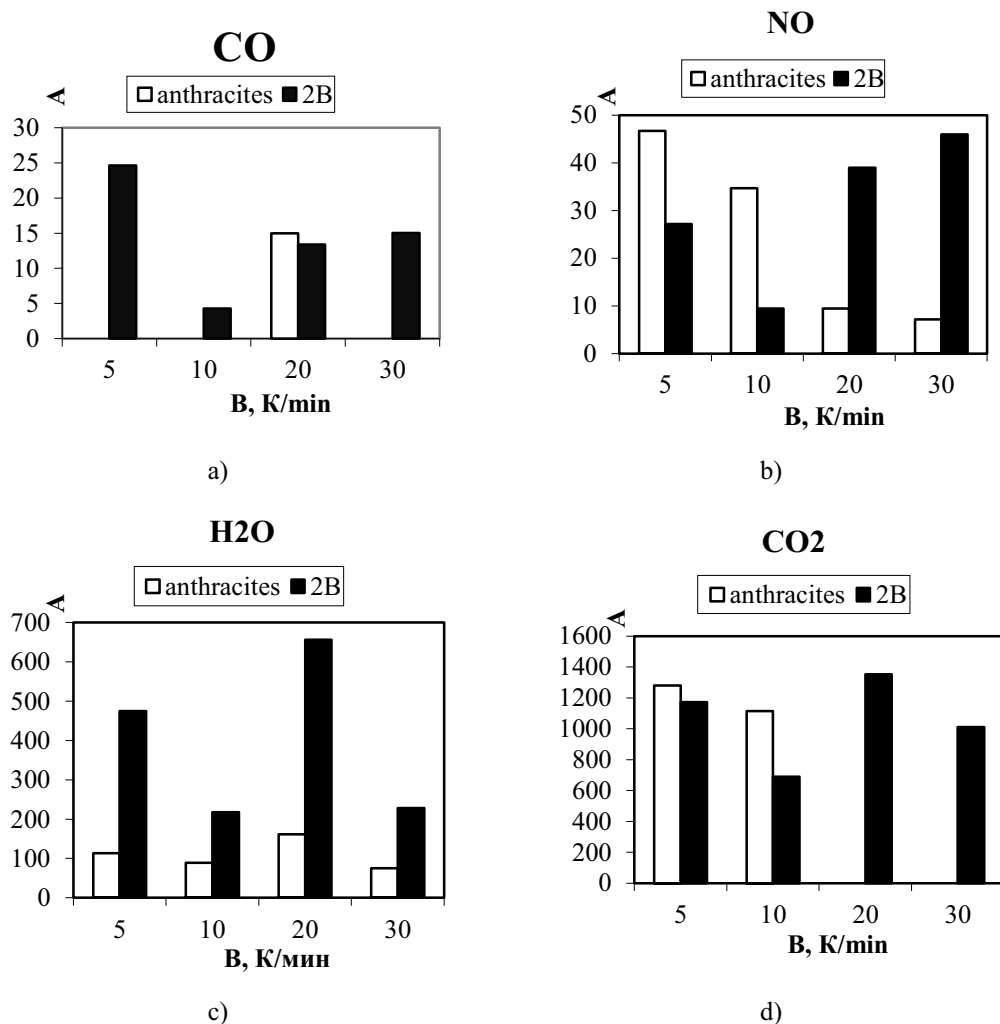 CO
A
anthracites 2B
30
25
20
15
10
5
0
5 10 20 30
B, K/min
a)
NO
anthracites 2B
A
50
40
30
20
10
0
5 10 20 30
B, K/min
b)
H2O
anthracites 2B
A
700
600
500
400
300
200
100
0
5 10 20 30
В, К/мин
c)
CO2
anthracites 2B
A
1600
1400
1200
1000
800
600
400
200
0
5 10 20 30
B, K/min
d)